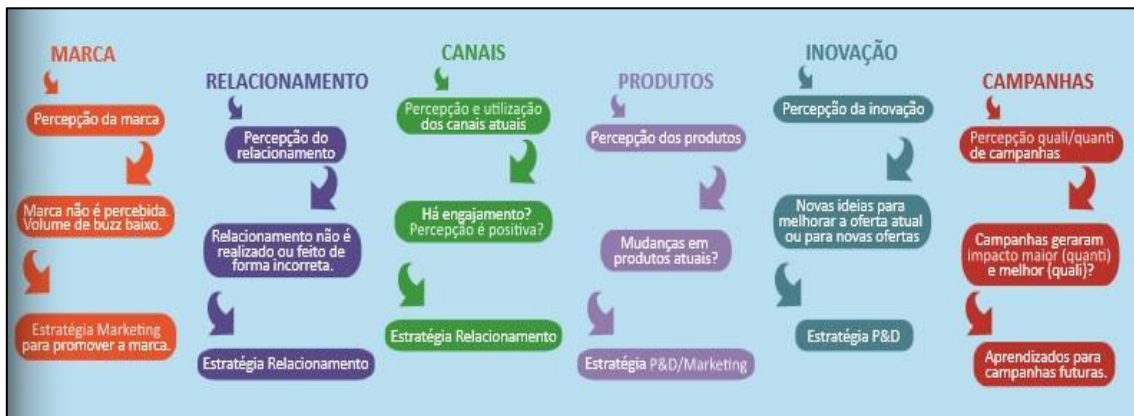 MARCA
Percepção da marca
Marca não é percebida.
Volume de buzz baixo.
Estratégia Marketing
para promover a marca.
RELACIONAMENTO
Percepção do
relacionamento
Relacionamento não é
realizado ou feito de
forma incorreta.
Estratégia Relacionamento
CANAIS
Percepção e utilização
dos canais atuais
Há engajamento?
Percepção é positiva?
Estratégia Relacionamento
PRODUTOS
Percepção dos produtos
Mudanças em
produtos atuais?
Estratégia P&D/Marketing
INOVAÇÃO
Percepção da inovação
Novas ideias para
melhorar a oferta atual
ou para novas ofertas
Estratégia P&D
CAMPANHAS
Percepção quali/quanti
de campanhas
Campanhas geraram
impacto maior (quanti)
e melhor (quali)?
Aprendizados para
campanhas futuras.